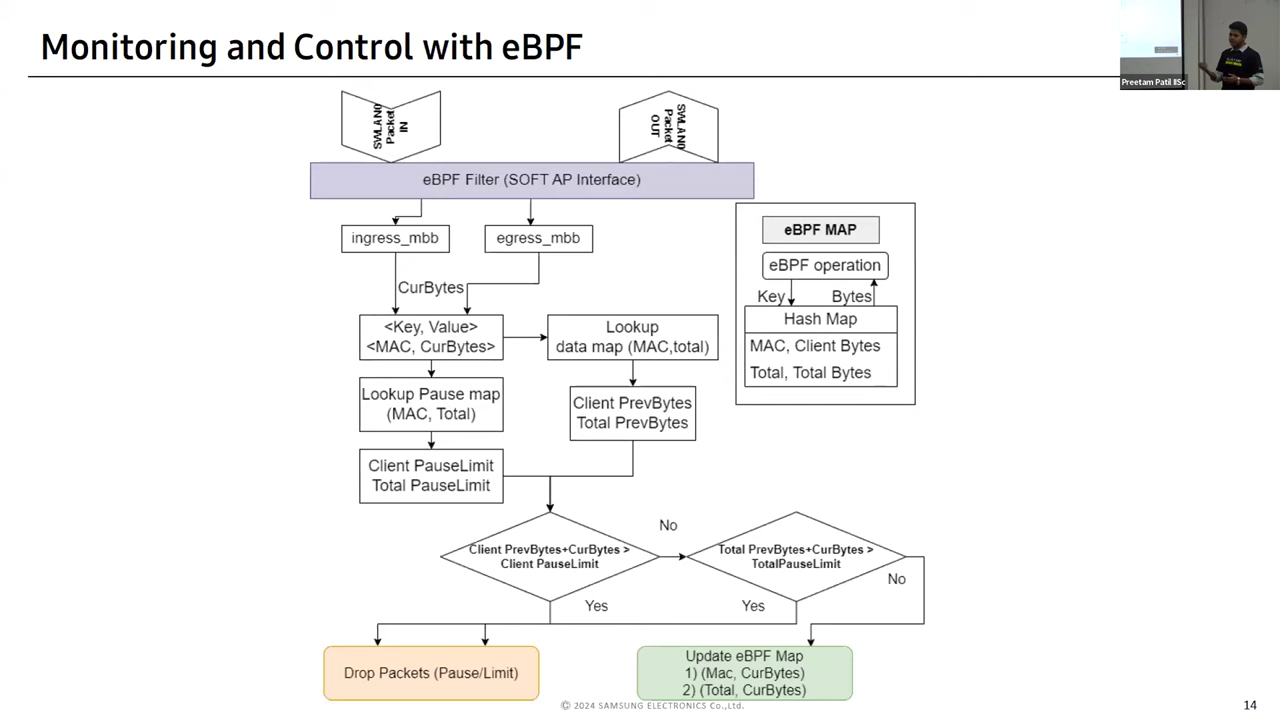 Monitoring and Control with eBPF
Preetam Patil IISc
SWLAN0
Packet
IN
SWLAN0
Packet
OUT
eBPF Filter (SOFT AP Interface)
ingress_mbb
egress_mbb
CurBytes
<Key, Value>
<MAC, CurBytes>
Lookup
data map (MAC,total)
Lookup Pause map
(MAC, Total)
Client PrevBytes
Total PrevBytes
Client PauseLimit
Total PauseLimit
eBPF MAP
eBPF operation
Key
Bytes
Hash Map
MAC, Client Bytes
Total, Total Bytes
Client PrevBytes+CurBytes >
Client PauseLimit
No
Total PrevBytes+CurBytes >
TotalPauseLimit
No
Yes
Yes
Drop Packets (Pause/Limit)
Update eBPF Map
1) (Mac, CurBytes)
2) (Total, CurBytes)
© 2024 SAMSUNG ELECTRONICS Co.,Ltd.
14